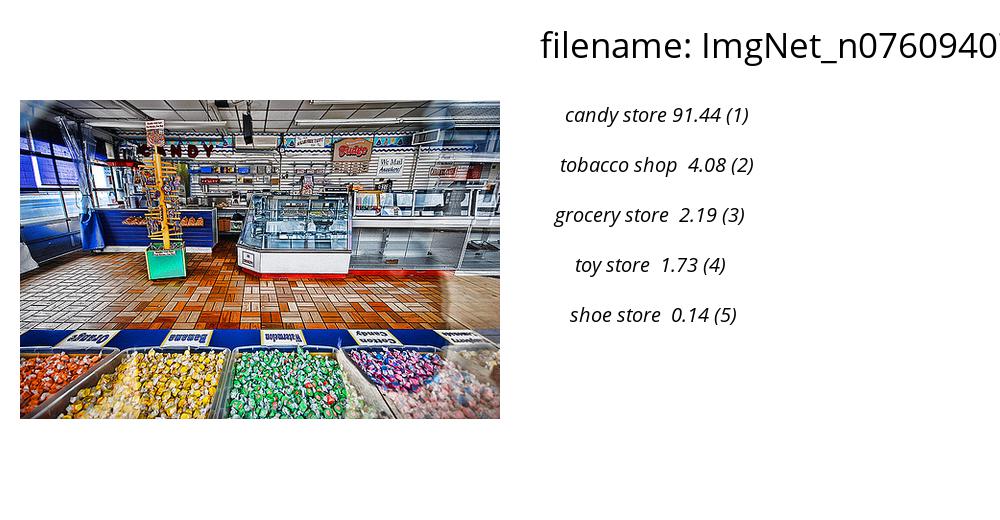 filename: ImgNet_n0760940
candy store 91.44 (1)
tobacco shop 4.08 (2)
grocery store 2.19 (3)
toy store 1.73 (4)
shoe store 0.14 (5)
CANDY
Fudge
We Mail
Anywhere!
Orange
Banana
Watermelon
Cotton
Candy